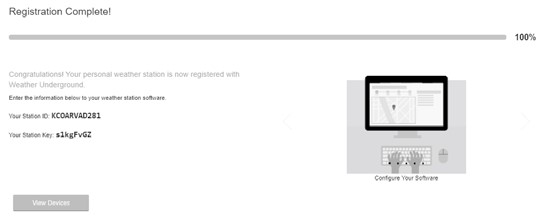 Registration Complete!
100%
Congratulations! Your personal weather station is now registered with
Weather Underground.
Enter the information below to your weather station software.
Your Station ID: KCOARVAD281
Your Station Key: s1kgFvGZ
Configure Your Software
View Devices